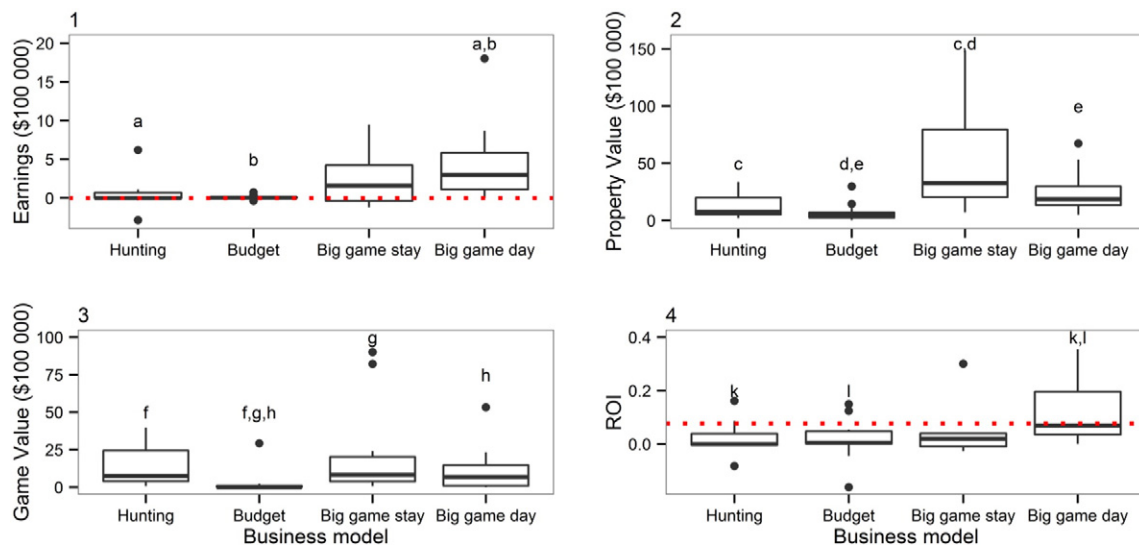 1
Earnings ($100 000)
20
15
10
5
0
a
b
a,b
Hunting Budget Big game stay Big game day
2
Property Value ($100 000)
150
100
50
0
c
d,e
c,d
e
Hunting Budget Big game stay Big game day
3
Game Value ($100 000)
100
75
50
25
0
f
f,g,h
g
h
Hunting Budget Big game stay Big game day
Business model
4
ROI
0.4
0.2
0.0
k
l
k,l
Hunting Budget Big game stay Big game day
Business model